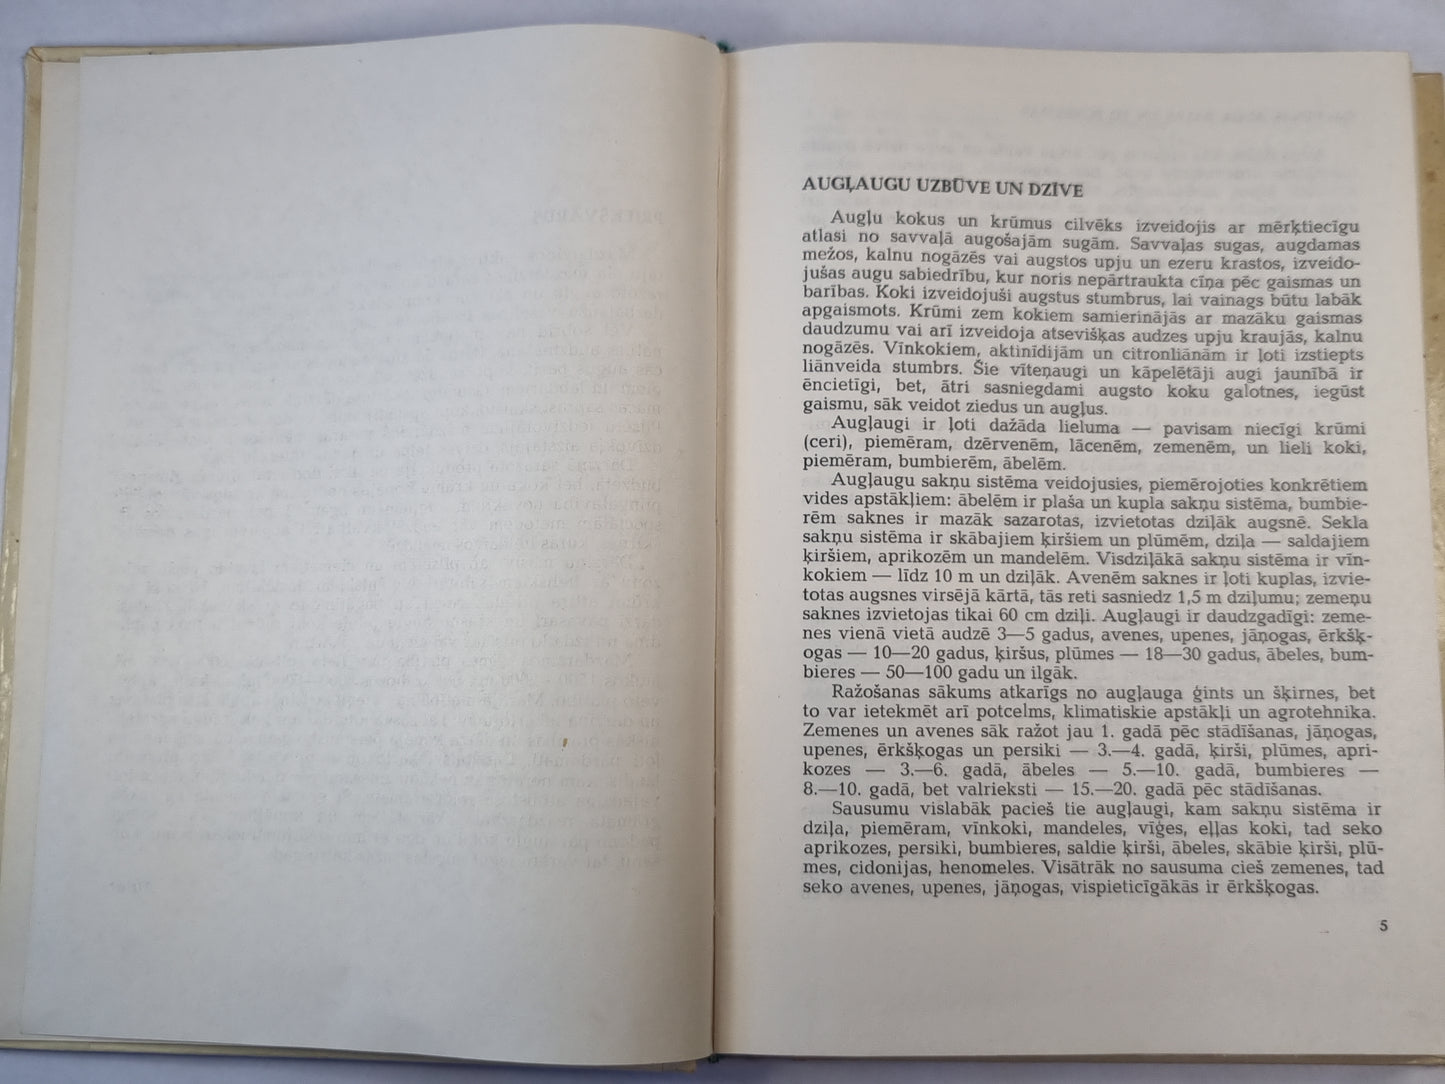 AUGĻAUGU UZBŪVE UN DZĪVE
Augļu kokus un krūmus cilvēks izveidojis ar mērķtiecīgu
atlasi no savvaļā augošajām sugām. Savvaļas sugas, augdamas
mežos, kalnu nogāzēs vai augstos upju un ezeru krastos, izveido-
jušas augu sabiedrību, kur noris nepārtraukta cīņa pēc gaismas un
barības. Koki izveidojuši augstus stumbrus, lai vainags būtu labāk
apgaismots. Krūmi zem kokiem samierinājās ar mazāku gaismas
daudzumu vai arī izveidoja atsevišķas audzes upju kraujās, kalnu
nogāzēs. Vīnkokiem, aktinīdijām un citronliānām ir ļoti izstiepts
liānveida stumbrs. Šie vīteņaugi un kāpelētāji augi jaunībā ir
ēncietīgi, bet, ātri sasniegdami augsto koku galotnes, iegūst
gaismu, sāk veidot ziedus un augļus.
Augļaugi ir ļoti dažāda lieluma — pavisam niecīgi krūmi
(ceri), piemēram, dzērvenēm, lācenēm, zemenēm, un lieli koki,
piemēram, bumbierēm, ābelēm.
Augļaugu sakņu sistēma veidojusies, piemērojoties konkrētiem
vides apstākļiem: ābelēm ir plaša un kupla sakņu sistēma, bumbie-
rēm saknes ir mazāk sazarotas, izvietotas dziļāk augsnē. Sekla
sakņu sistēma ir skābajiem ķiršiem un plūmēm, dziļa — saldajiem
ķiršiem, aprikozēm un mandelēm. Visdziļākā sakņu sistēma ir vīn-
kokiem — līdz 10 m un dziļāk. Avenēm saknes ir ļoti kuplas, izvie-
totas augsnes virsējā kārtā, tās reti sasniedz 1,5 m dziļumu; zemeņu
saknes izvietojas tikai 60 cm dziļi. Augļaugi ir daudzgadīgi: zeme-
nes vienā vietā audzē 3—5 gadus, avenes, upenes, jāņogas, ērkšķ-
ogas — 10—20 gadus, ķiršus, plūmes — 18—30 gadus, ābeles, bum-
bieres — 50—100 gadu un ilgāk.
Ražošanas sākums atkarīgs no augļauga ģints un šķirnes, bet
to var ietekmēt arī potcelms, klimatiskie apstākļi un agrotehnika.
Zemenes un avenes sāk ražot jau 1. gadā pēc stādīšanas, jāņogas,
upenes, ērkšķogas un persiki — 3.—4. gadā, ķirši, plūmes, apri-
kozes — 3.—6. gadā, ābeles — 5.—10. gadā, bumbieres —
8.—10. gadā, bet valrieksti — 15.—20. gadā pēc stādīšanas.
Sausumu vislabāk pacieš tie augļaugi, kam sakņu sistēma ir
dziļa, piemēram, vīnkoki, mandeles, vīģes, eļļas koki, tad seko
aprikozes, persiki, bumbieres, saldie ķirši, ābeles, skābie ķirši, plū-
mes, cidonijas, henomeles. Visātrāk no sausuma cieš zemenes, tad
seko avenes, upenes, jāņogas, vispieticīgākās ir ērkšķogas.
5